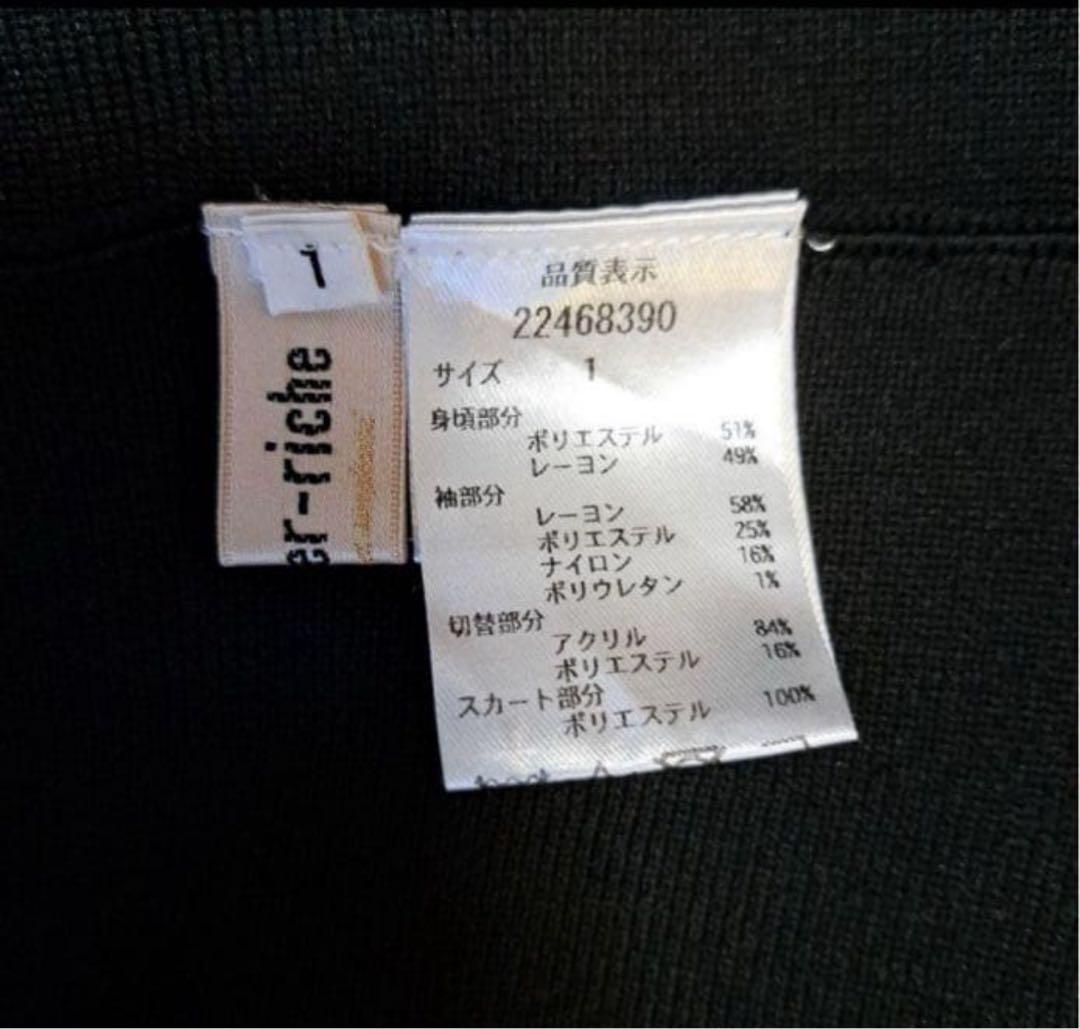 1
er-riche
品質表示
22468390
サイズ 1
身頃部分
ポリエステル 51%
レーヨン 49%
袖部分
レーヨン 58%
ポリエステル 25%
ナイロン 16%
ポリウレタン 1%
切替部分
アクリル 84%
ポリエステル 16%
スカート部分
ポリエステル 100%